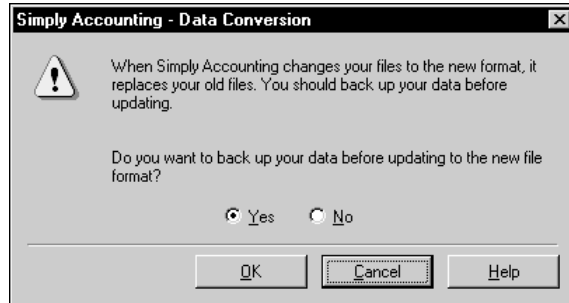 Simply Accounting - Data Conversion
When Simply Accounting changes your files to the new format, it
replaces your old files. You should back up your data before
updating.
Do you want to back up your data before updating to the new file
format?
Yes No
OK Cancel Help